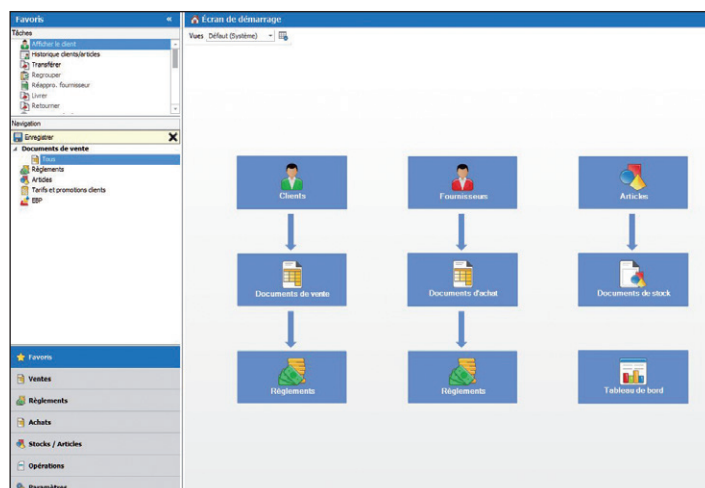 Favoris «
Tâches
Afficher le client
Historique clients/articles
Transférer
Regrouper
Réappro. fournisseur
Livrer
Retourner
Navigation
Enregistrer
Documents de vente
Tous
Règlements
Articles
Tarifs et promotions clients
EBP
Favoris
Ventes
Règlements
Achats
Stocks / Articles
Opérations
Paramètres
Écran de démarrage
Vues Défaut (Système)
Clients
Fournisseurs
Articles
Documents de vente
Documents d'achat
Documents de stock
Règlements
Règlements
Tableau de bord